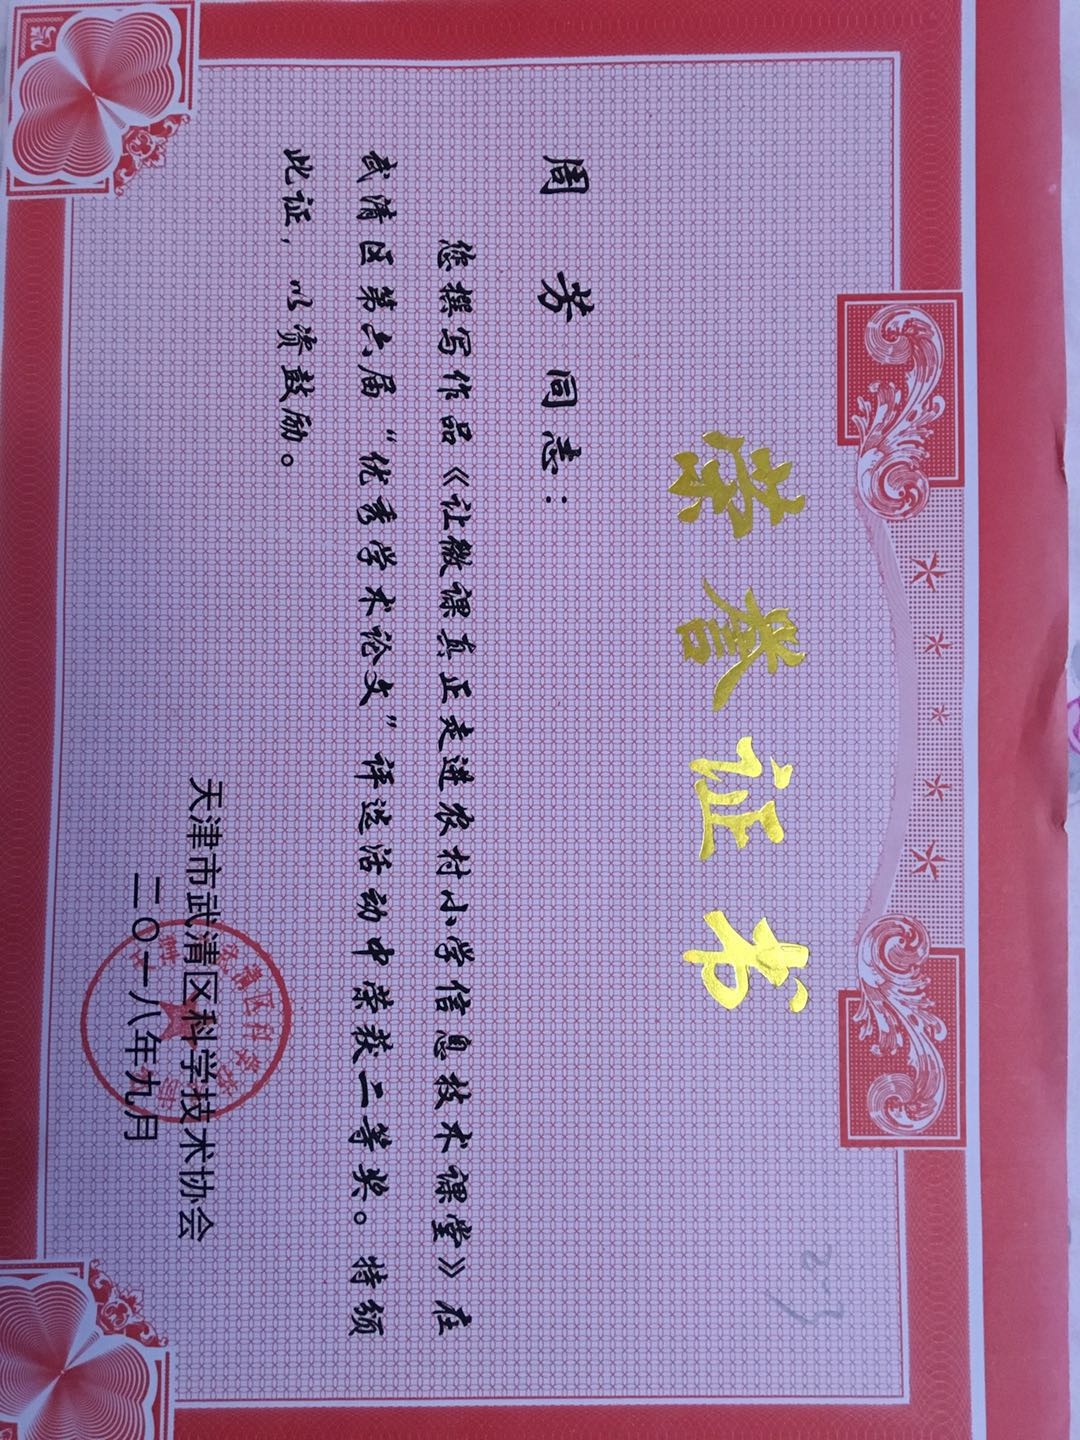 荣誉证书
周 芳 同志：
您撰写作品《让微课真正走进农村小学信息技术课堂》在
武清区第六届“优秀学术论文”评选活动中荣获二等奖。特颁
此证，以资鼓励。
天津市武清区科学技术协会
二〇一八年九月